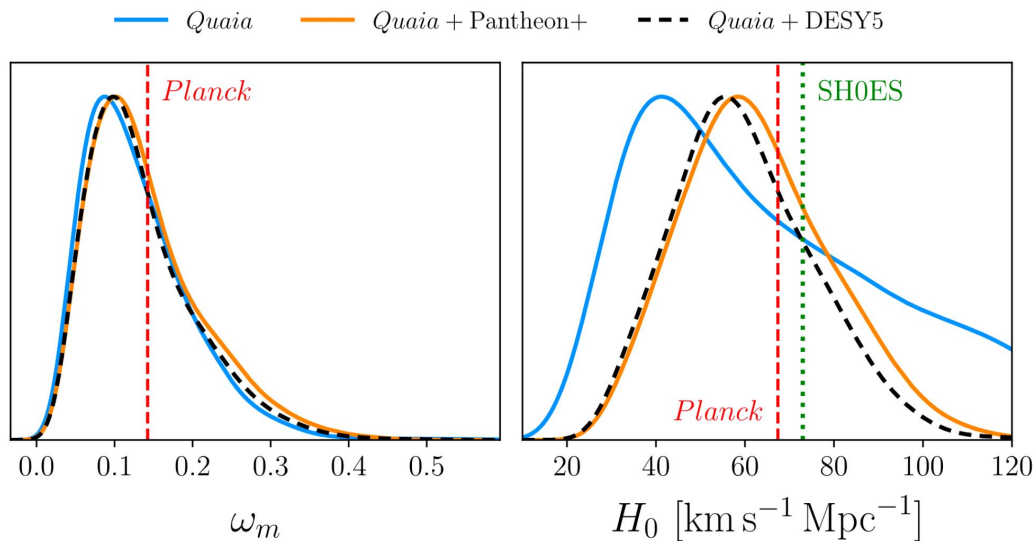 Quaia Quaia + Pantheon+ Quaia + DESY5
Planck
0.0 0.1 0.2 0.3 0.4 0.5
ω_m
SH0ES
Planck
20 40 60 80 100 120
H_0 [km s^{-1} Mpc^{-1}]